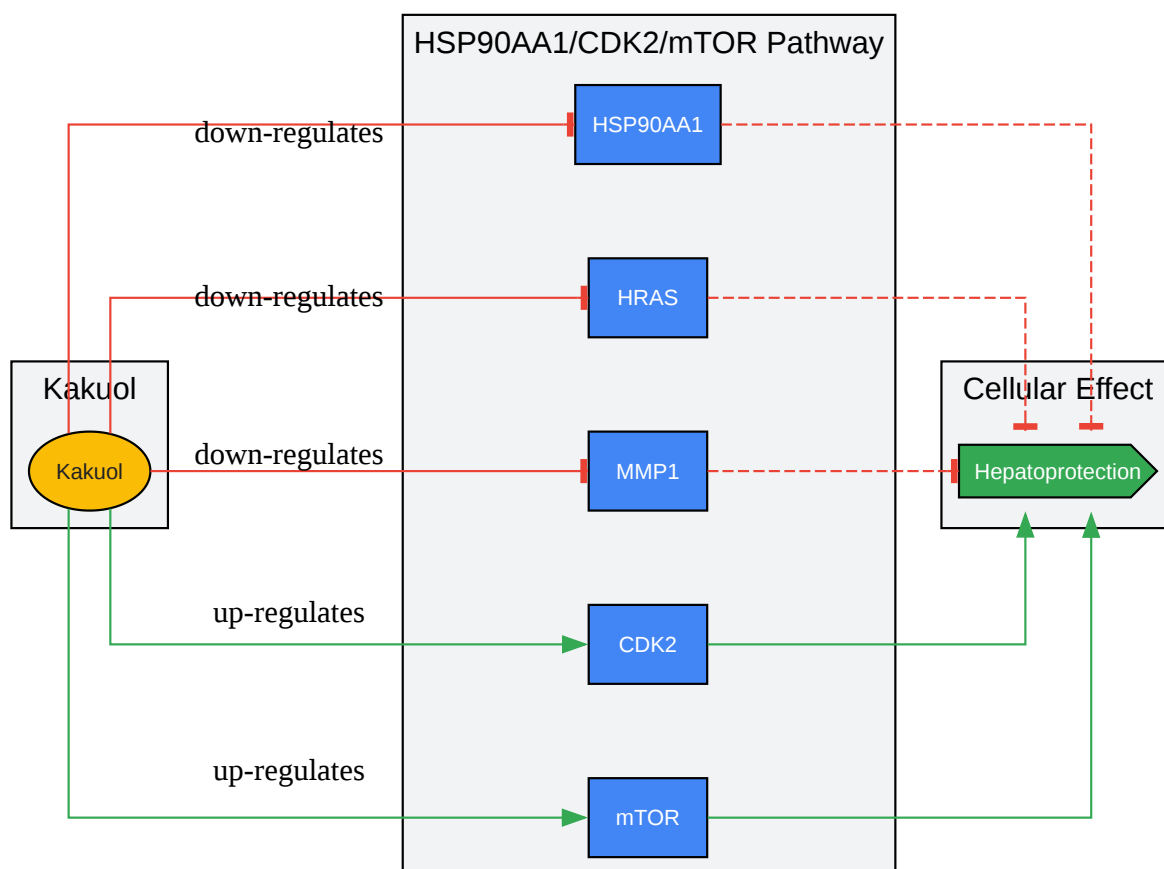 HSP90AA1/CDK2/mTOR Pathway
HSP90AA1
down-regulates
HRAS
down-regulates
Kakuol
Cellular Effect
down-regulates
Kakuol
MMP1
Hepatoprotection
up-regulates
CDK2
up-regulates
mTOR